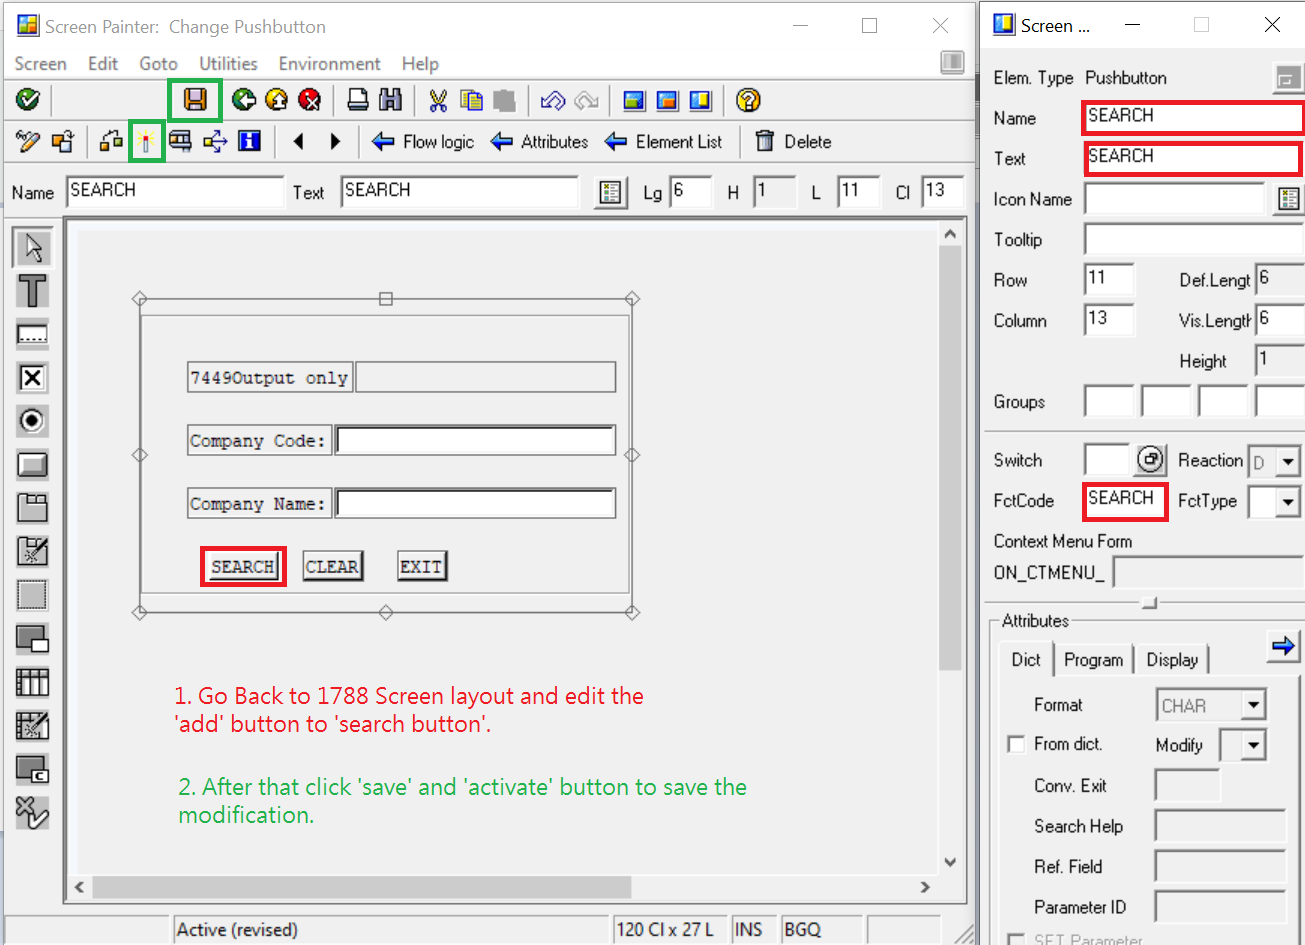 Screen Painter: Change Pushbutton
Screen Edit Goto Utilities Environment Help
Flow logic Attributes Element List Delete
Name SEARCH Text SEARCH Lg 6 H 1 L 11 Cl 13
7449Output only
Company Code:
Company Name:
SEARCH CLEAR EXIT
1. Go Back to 1788 Screen layout and edit the
'add' button to 'search button'.
2. After that click 'save' and 'activate' button to save the
modification.
Active (revised) 120 Cl x 27 L INS BGQ
Screen ...
Elem. Type Pushbutton
Name SEARCH
Text SEARCH
Icon Name
Tooltip
Row 11 Def.Lengt 6
Column 13 Vis.Length 6
Height 1
Groups
Switch Reaction D
FctCode SEARCH FctType
Context Menu Form
ON_CTMENU_
Attributes
Dict Program Display
Format CHAR
From dict. Modify
Conv. Exit
Search Help
Ref. Field
Parameter ID
SET Parameter